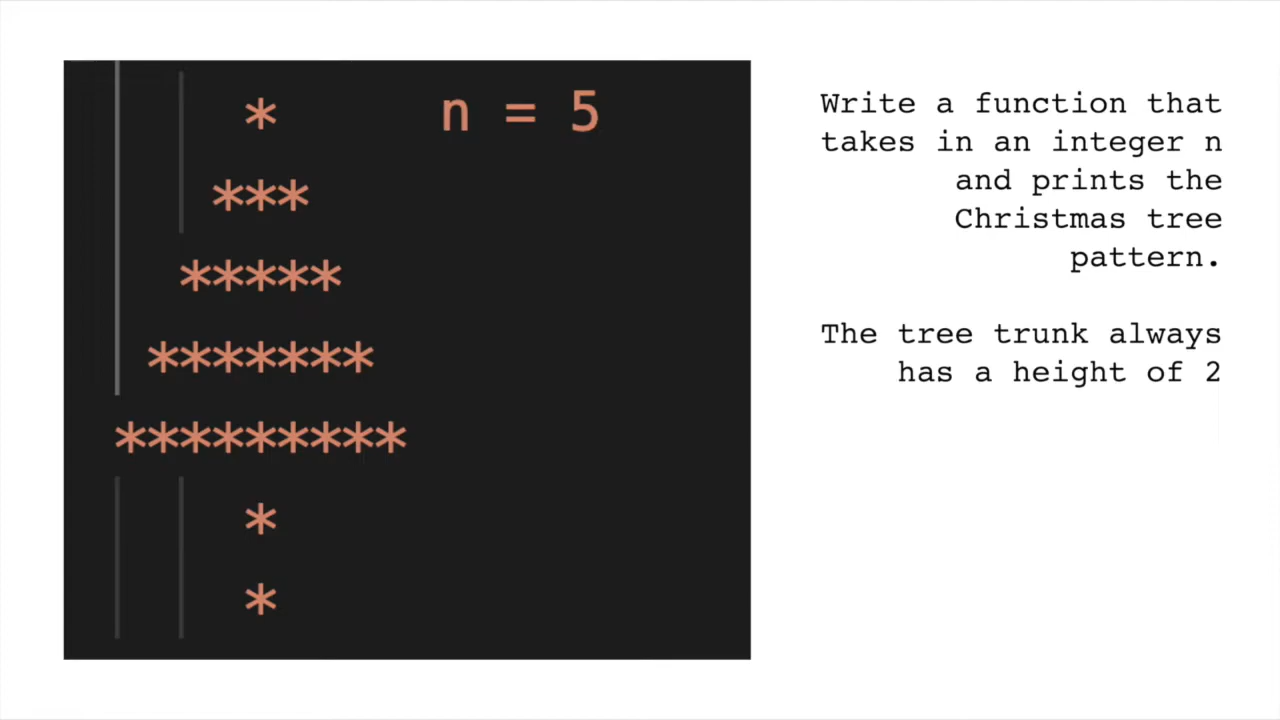 *     n = 5
***
*****
*******
*********
*
*
Write a function that
takes in an integer n
and prints the
Christmas tree
pattern.
The tree trunk always
has a height of 2